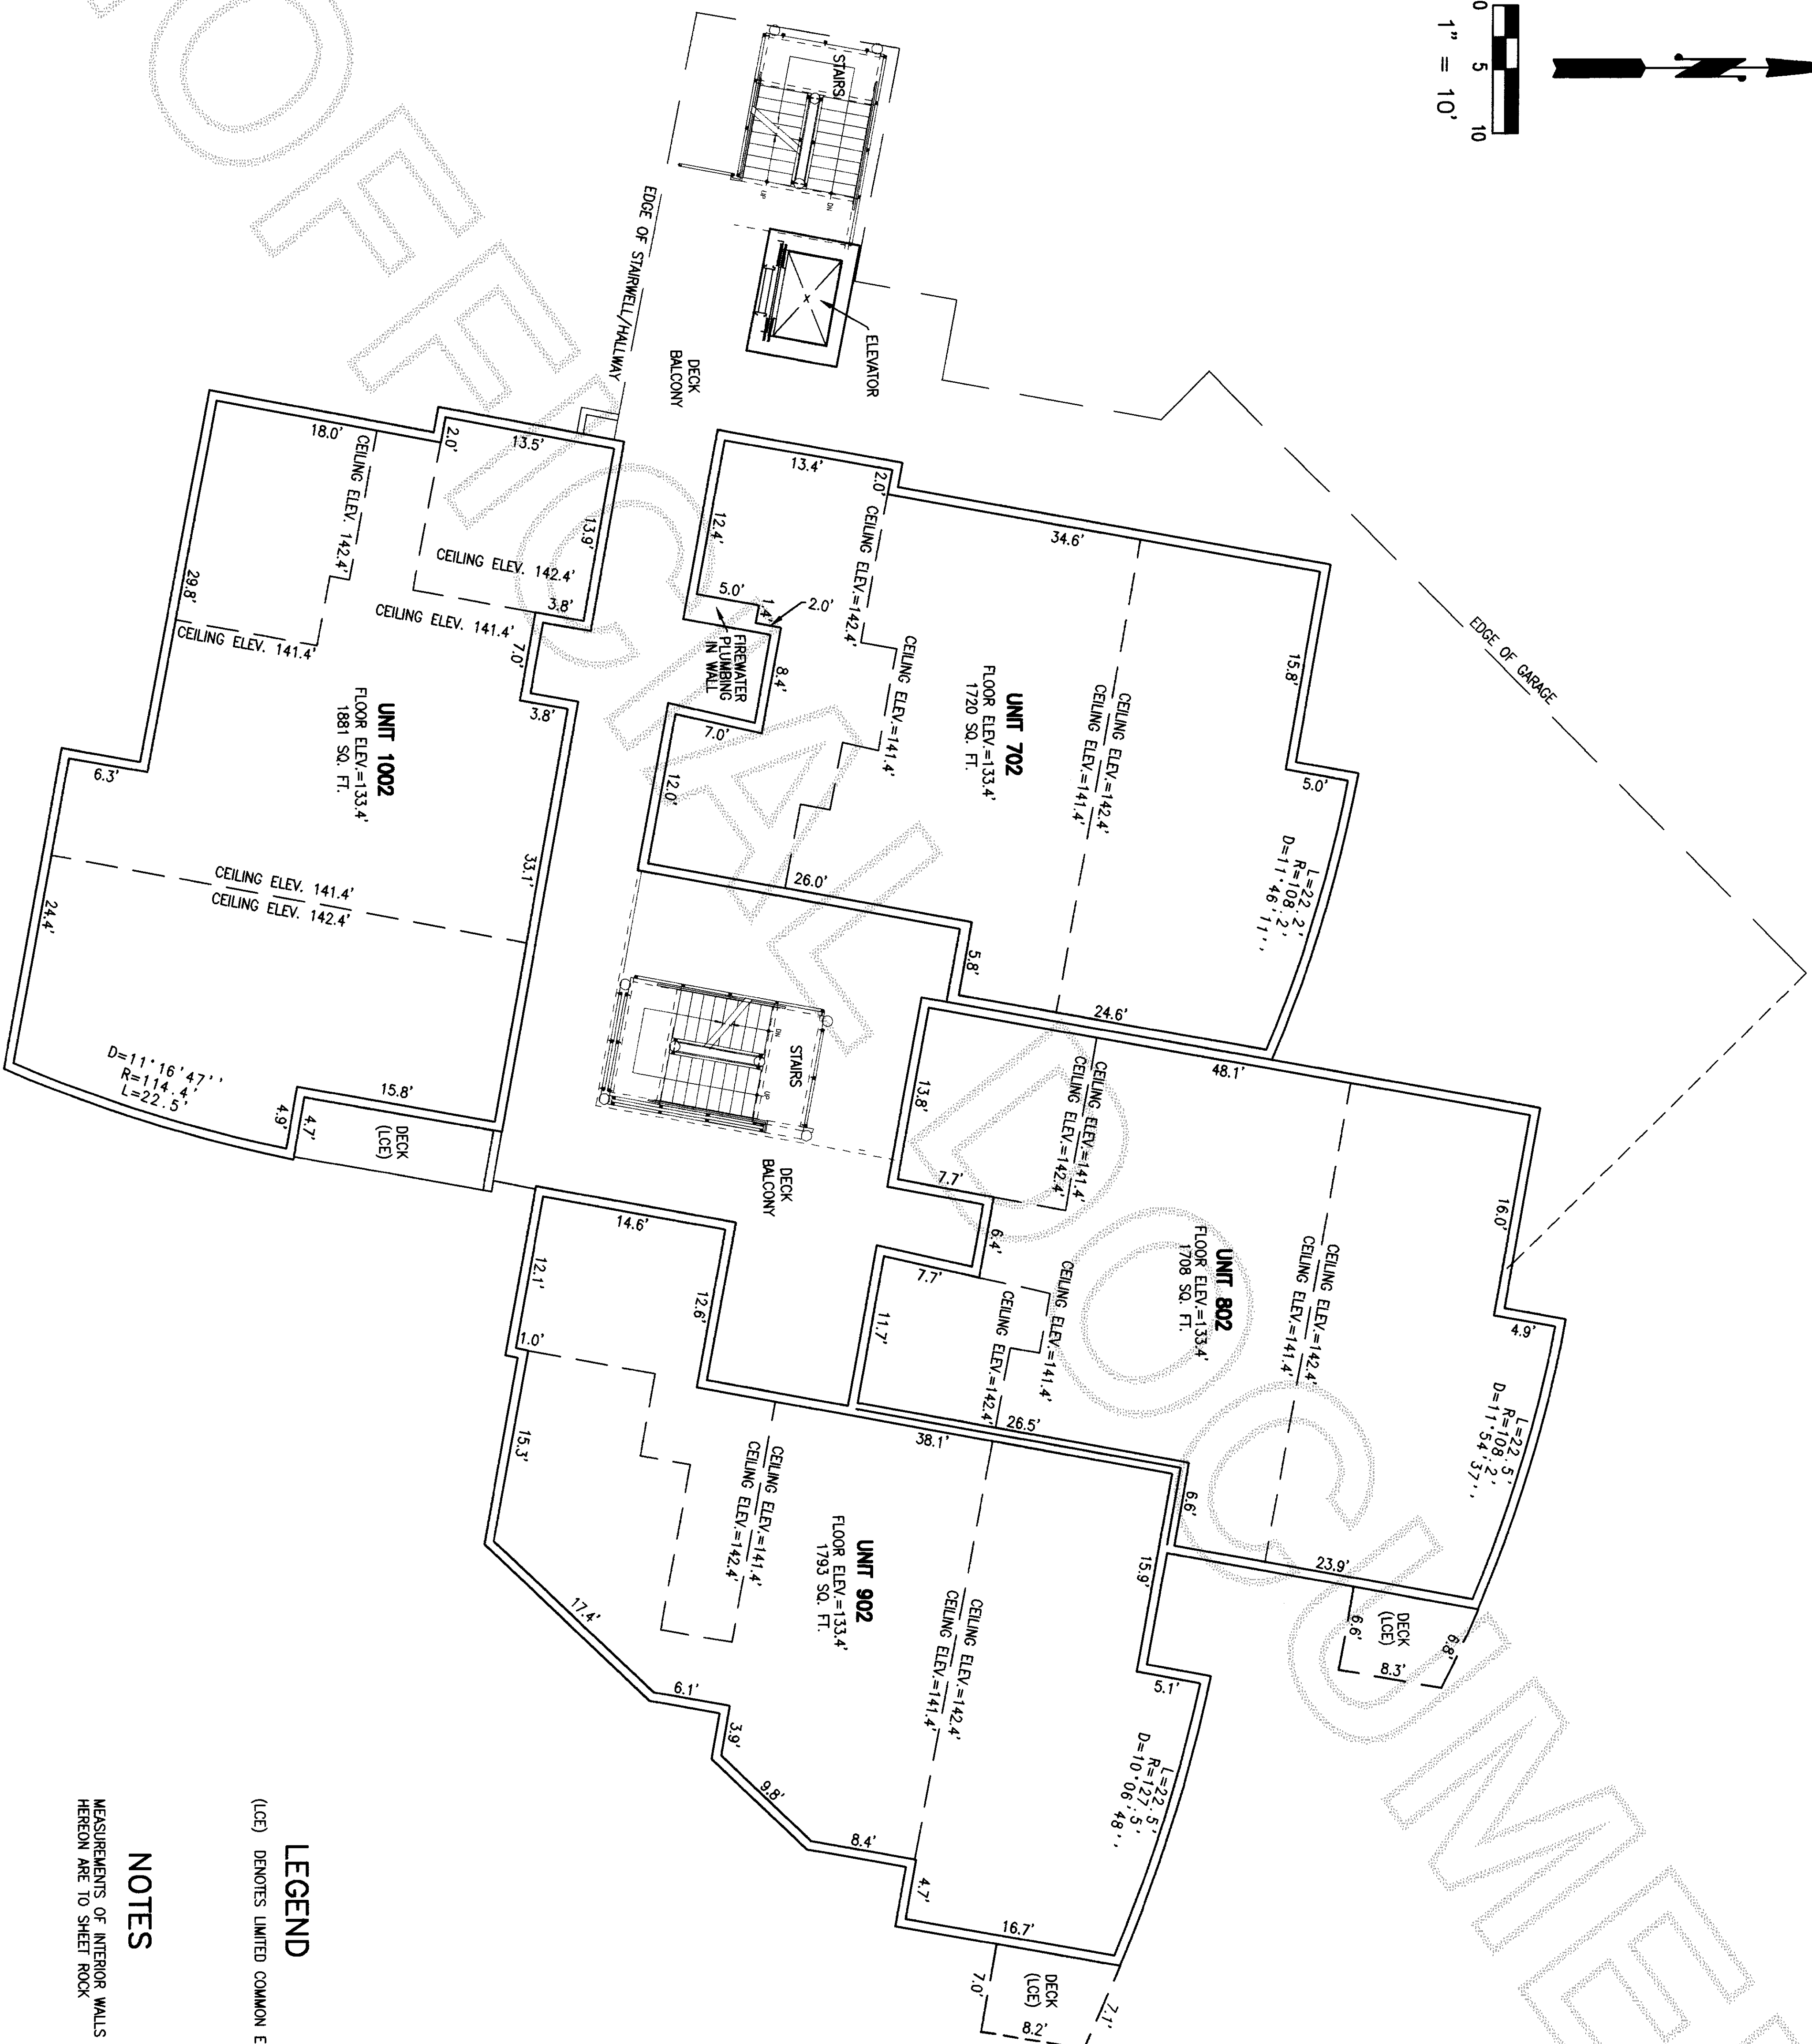 0
5
10
1" = 10'
STAIRS
UP
DN
ELEVATOR
X
EDGE OF STAIRWELL/HALLWAY
DECK
BALCONY
EDGE OF GARAGE
UNIT 702
FLOOR ELEV.=133.4'
1720 SQ. FT.
13.4'
2.0'
34.6'
15.8'
5.0'
L=22.2'
R=108.2'
D=11°46'11''
24.6'
5.8'
26.0'
12.0'
7.0'
8.4'
2.0'
1.4'
5.0'
12.4'
FIREWATER
PLUMBING
IN WALL
CEILING ELEV.=142.4'
CEILING ELEV.=141.4'
CEILING ELEV.=142.4'
CEILING ELEV.=141.4'
UNIT 802
FLOOR ELEV.=133.4'
1708 SQ. FT.
48.1'
16.0'
4.9'
L=22.5'
R=108.2'
D=11°54'37''
23.9'
6.6'
26.5'
11.7'
7.7'
6.4'
7.7'
13.8'
CEILING ELEV.=141.4'
CEILING ELEV.=142.4'
CEILING ELEV.=142.4'
CEILING ELEV.=141.4'
CEILING ELEV.=141.4'
CEILING ELEV.=142.4'
DECK
(LCE)
6.6'
8.3'
6.8'
UNIT 902
FLOOR ELEV.=133.4'
1793 SQ. FT.
14.6'
12.6'
38.1'
15.9'
5.1'
L=22.5'
R=127.5'
D=10°06'48''
16.7'
4.7'
8.4'
9.8'
3.9'
6.1'
17.4'
15.3'
1.0'
12.1'
CEILING ELEV.=141.4'
CEILING ELEV.=142.4'
CEILING ELEV.=142.4'
CEILING ELEV.=141.4'
DECK
(LCE)
7.0'
8.2'
7.1'
STAIRS
DN
UP
DECK
BALCONY
UNIT 1002
FLOOR ELEV.=133.4'
1881 SQ. FT.
18.0'
2.0'
13.5'
13.9'
3.8'
7.0'
3.8'
33.1'
15.8'
4.7'
4.9'
D=11°16'47''
R=114.4'
L=22.5'
24.4'
6.3'
29.8'
CEILING ELEV. 142.4'
CEILING ELEV. 142.4'
CEILING ELEV. 141.4'
CEILING ELEV. 141.4'
CEILING ELEV. 141.4'
CEILING ELEV. 142.4'
DECK
(LCE)
LEGEND
(LCE) DENOTES LIMITED COMMON E
NOTES
MEASUREMENTS OF INTERIOR WALLS
HEREON ARE TO SHEET ROCK
OFFICIAL DOCUME